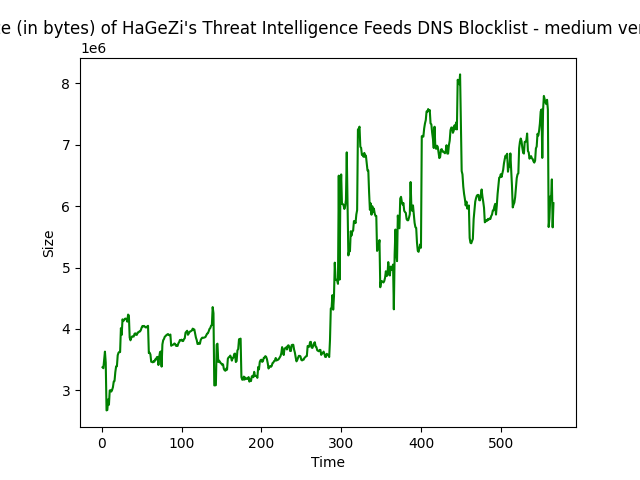 (in bytes) of HaGeZi's Threat Intelligence Feeds DNS Blocklist - medium
1e6
8
7
6
5
4
3
Size
0 100 200 300 400 500
Time